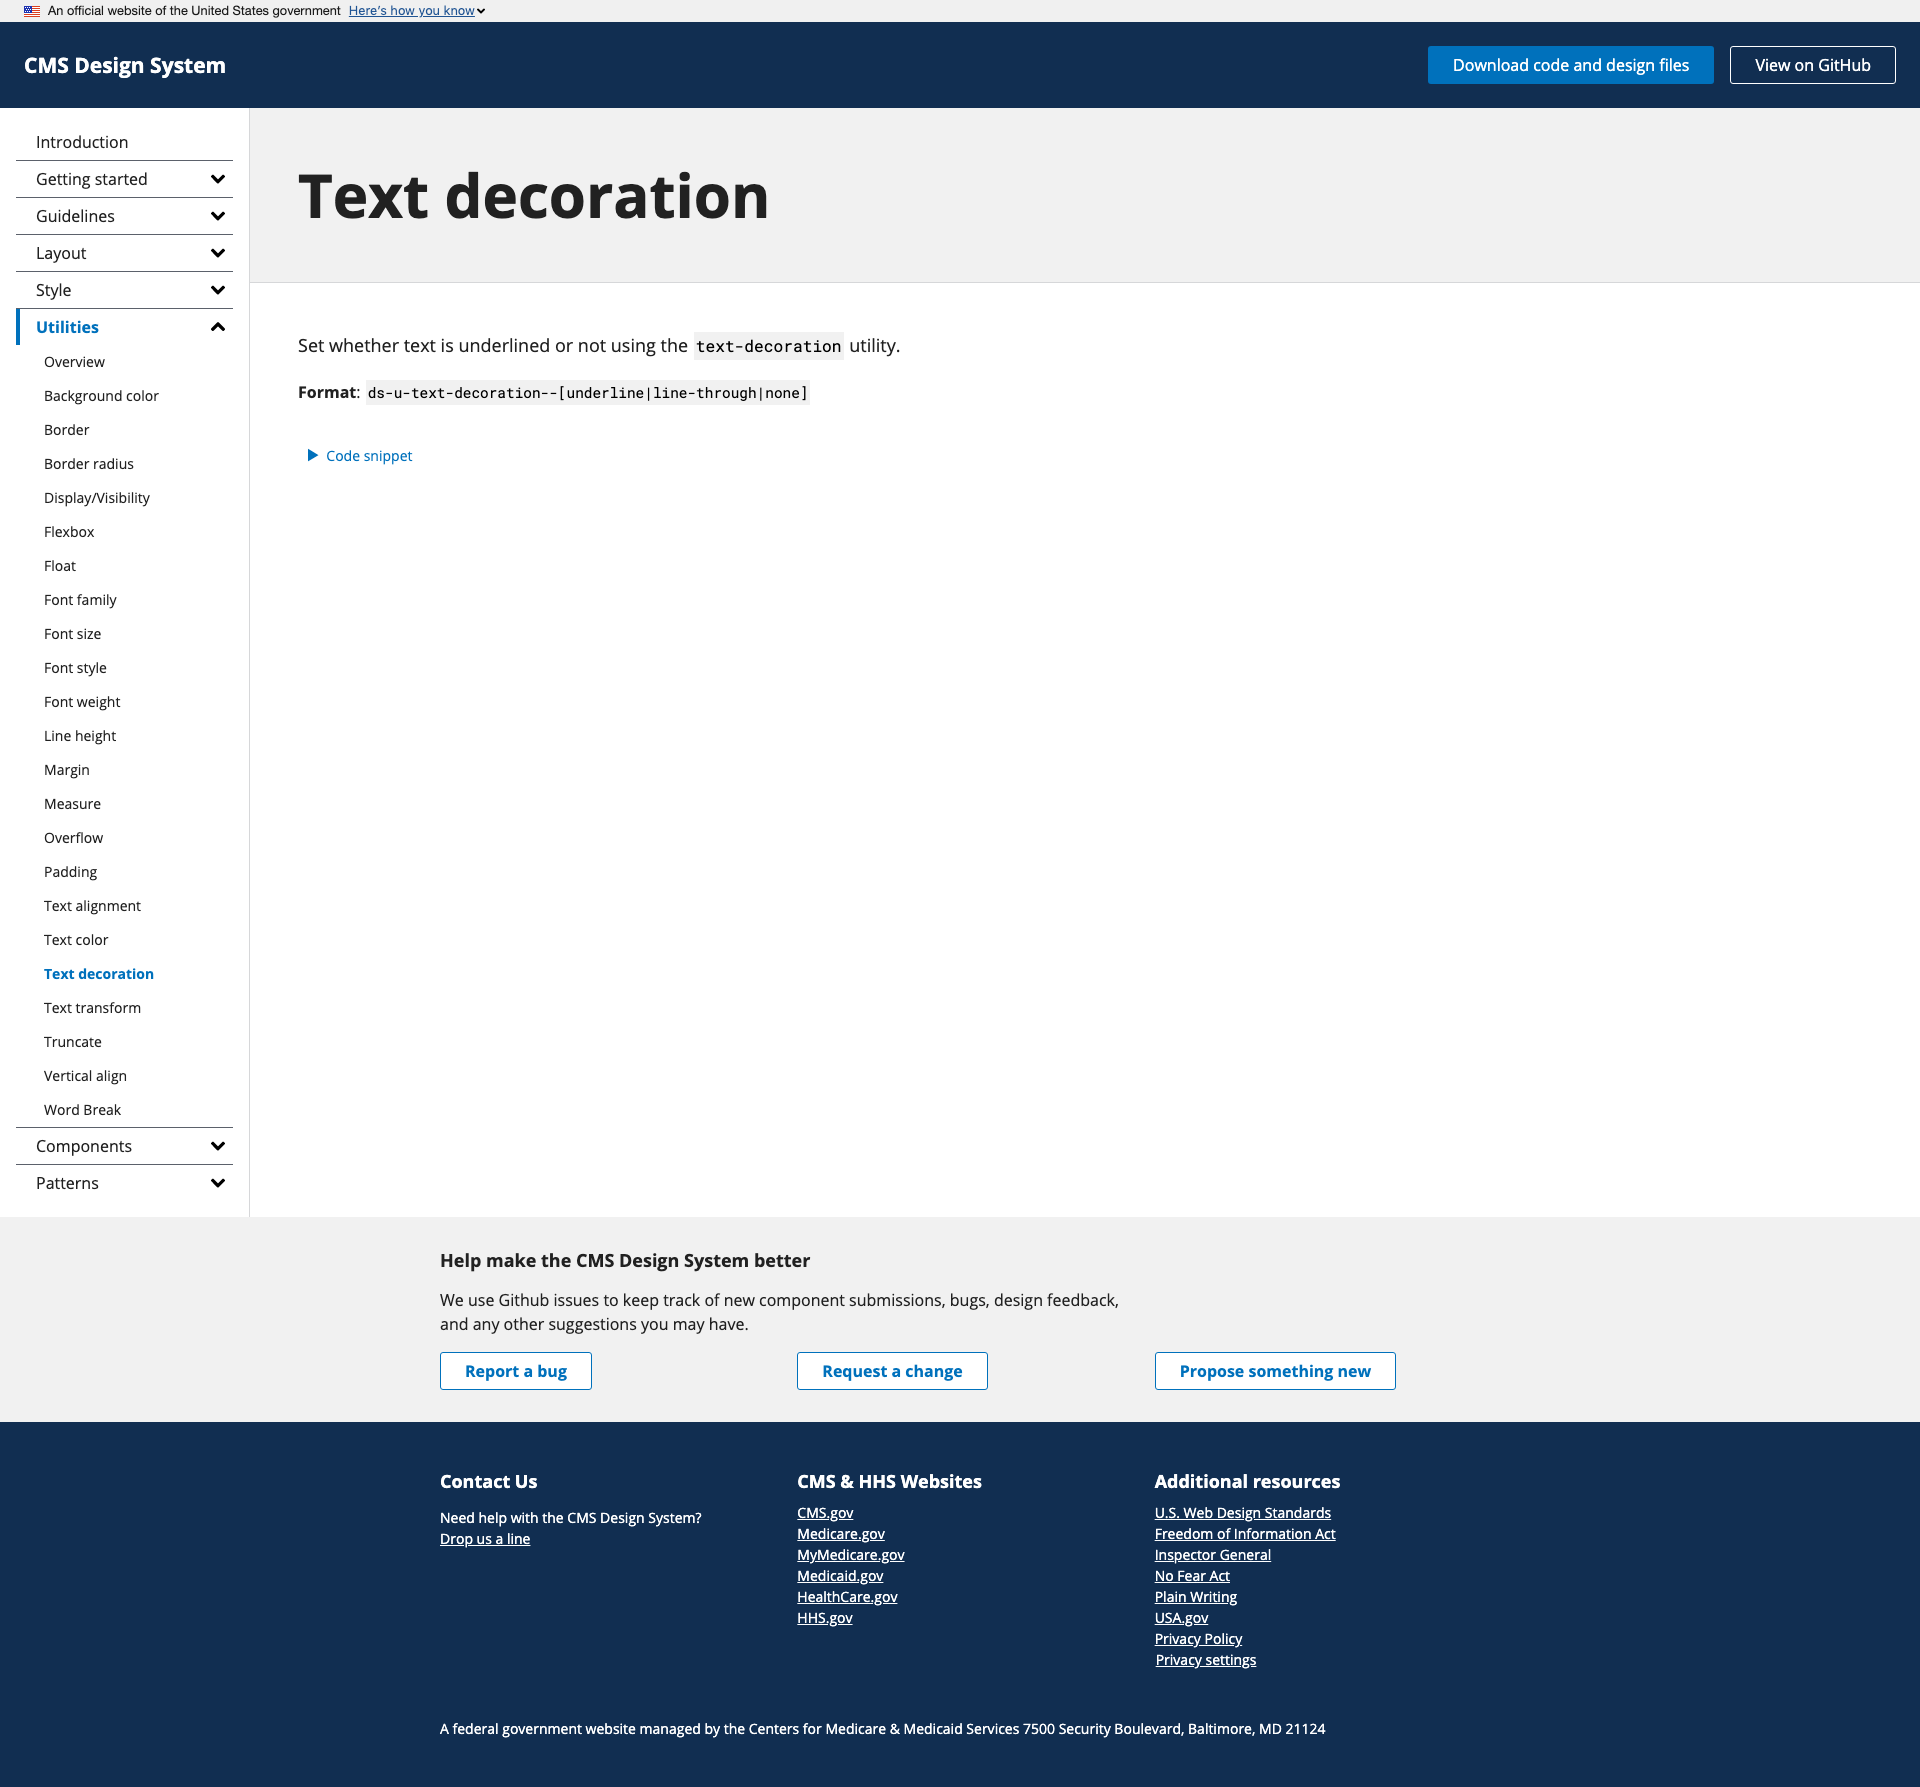 An official website of the United States government Here's how you know
CMS Design System
Download code and design files
View on GitHub
Introduction
Getting started
Guidelines
Layout
Style
Utilities
Overview
Background color
Border
Border radius
Display/Visibility
Flexbox
Float
Font family
Font size
Font style
Font weight
Line height
Margin
Measure
Overflow
Padding
Text alignment
Text color
Text decoration
Text transform
Truncate
Vertical align
Word Break
Components
Patterns
Text decoration
Set whether text is underlined or not using the text-decoration utility.
Format: ds-u-text-decoration--[underline|line-through|none]
Code snippet
Help make the CMS Design System better
We use Github issues to keep track of new component submissions, bugs, design feedback,
and any other suggestions you may have.
Report a bug
Request a change
Propose something new
Contact Us
Need help with the CMS Design System?
Drop us a line
CMS & HHS Websites
CMS.gov
Medicare.gov
MyMedicare.gov
Medicaid.gov
HealthCare.gov
HHS.gov
Additional resources
U.S. Web Design Standards
Freedom of Information Act
Inspector General
No Fear Act
Plain Writing
USA.gov
Privacy Policy
Privacy settings
A federal government website managed by the Centers for Medicare & Medicaid Services 7500 Security Boulevard, Baltimore, MD 21124